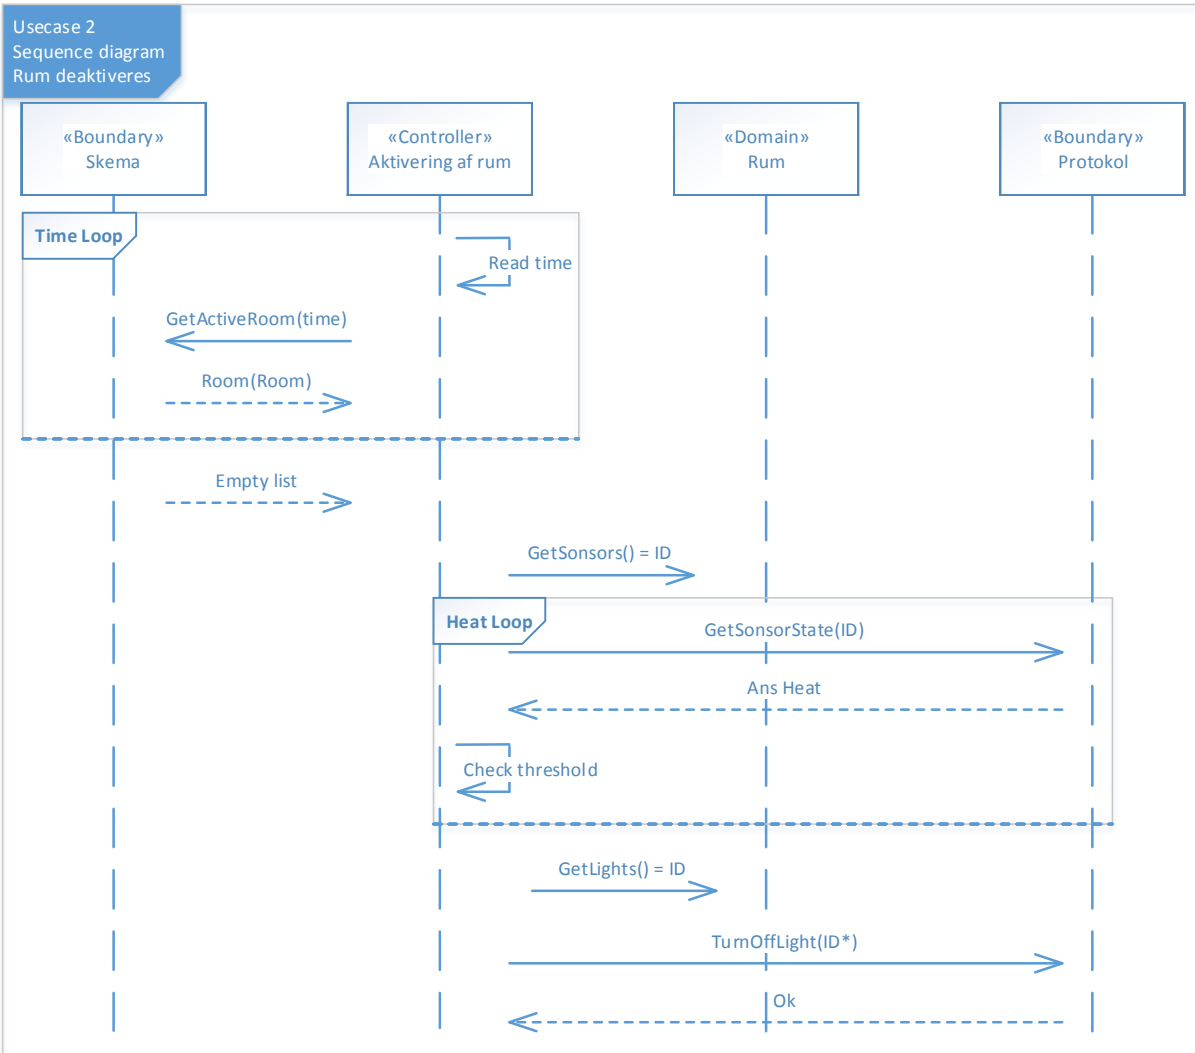 Usecase 2
Sequence diagram
Rum deaktiveres
«Boundary»
Skema
«Controller»
Aktivering af rum
«Domain»
Rum
«Boundary»
Protokol
Time Loop
Read time
GetActiveRoom(time)
Room(Room)
Empty list
GetSonsors() = ID
Heat Loop
GetSonsorState(ID)
Ans Heat
Check threshold
GetLights() = ID
TurnOffLight(ID*)
Ok